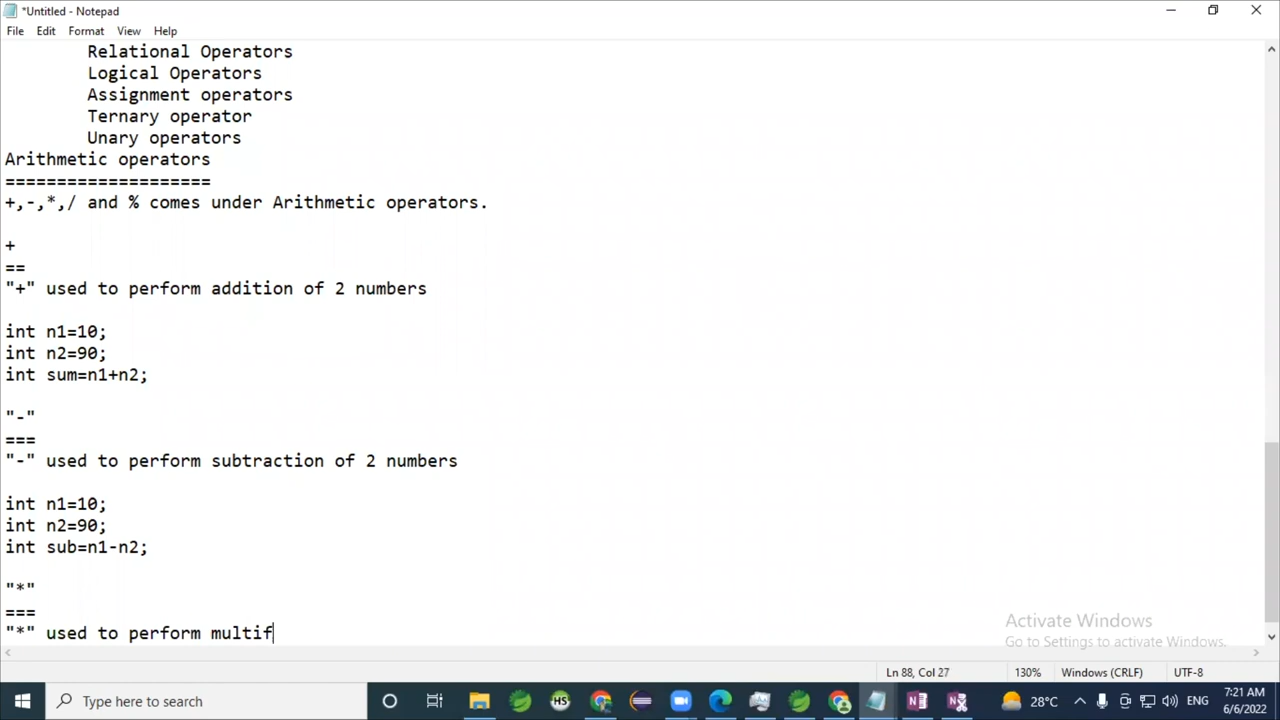 *Untitled - Notepad
File Edit Format View Help
Relational Operators
Logical Operators
Assignment operators
Ternary operator
Unary operators
Arithmetic operators
====================
+,-,*,/ and % comes under Arithmetic operators.
+
==
"+" used to perform addition of 2 numbers
int n1=10;
int n2=90;
int sum=n1+n2;
"-"
===
"-" used to perform subtraction of 2 numbers
int n1=10;
int n2=90;
int sub=n1-n2;
"*"
===
"*" used to perform multif
Activate Windows
Go to Settings to activate Windows.
Ln 88, Col 27 130% Windows (CRLF) UTF-8
Type here to search HS 28°C ENG 7:21 AM
6/6/2022